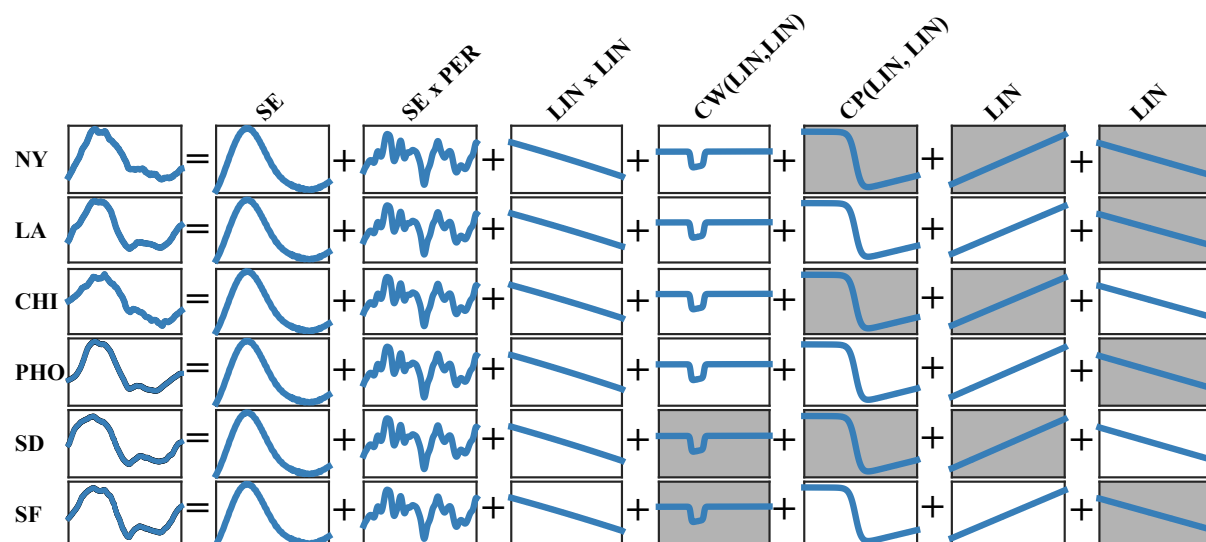 SE
SE x PER
LIN x LIN
CW(LIN,LIN)
CP(LIN, LIN)
LIN
LIN
NY = + + + + + +
LA = + + + + + +
CHI = + + + + + +
PHO = + + + + + +
SD = + + + + + +
SF = + + + + + +